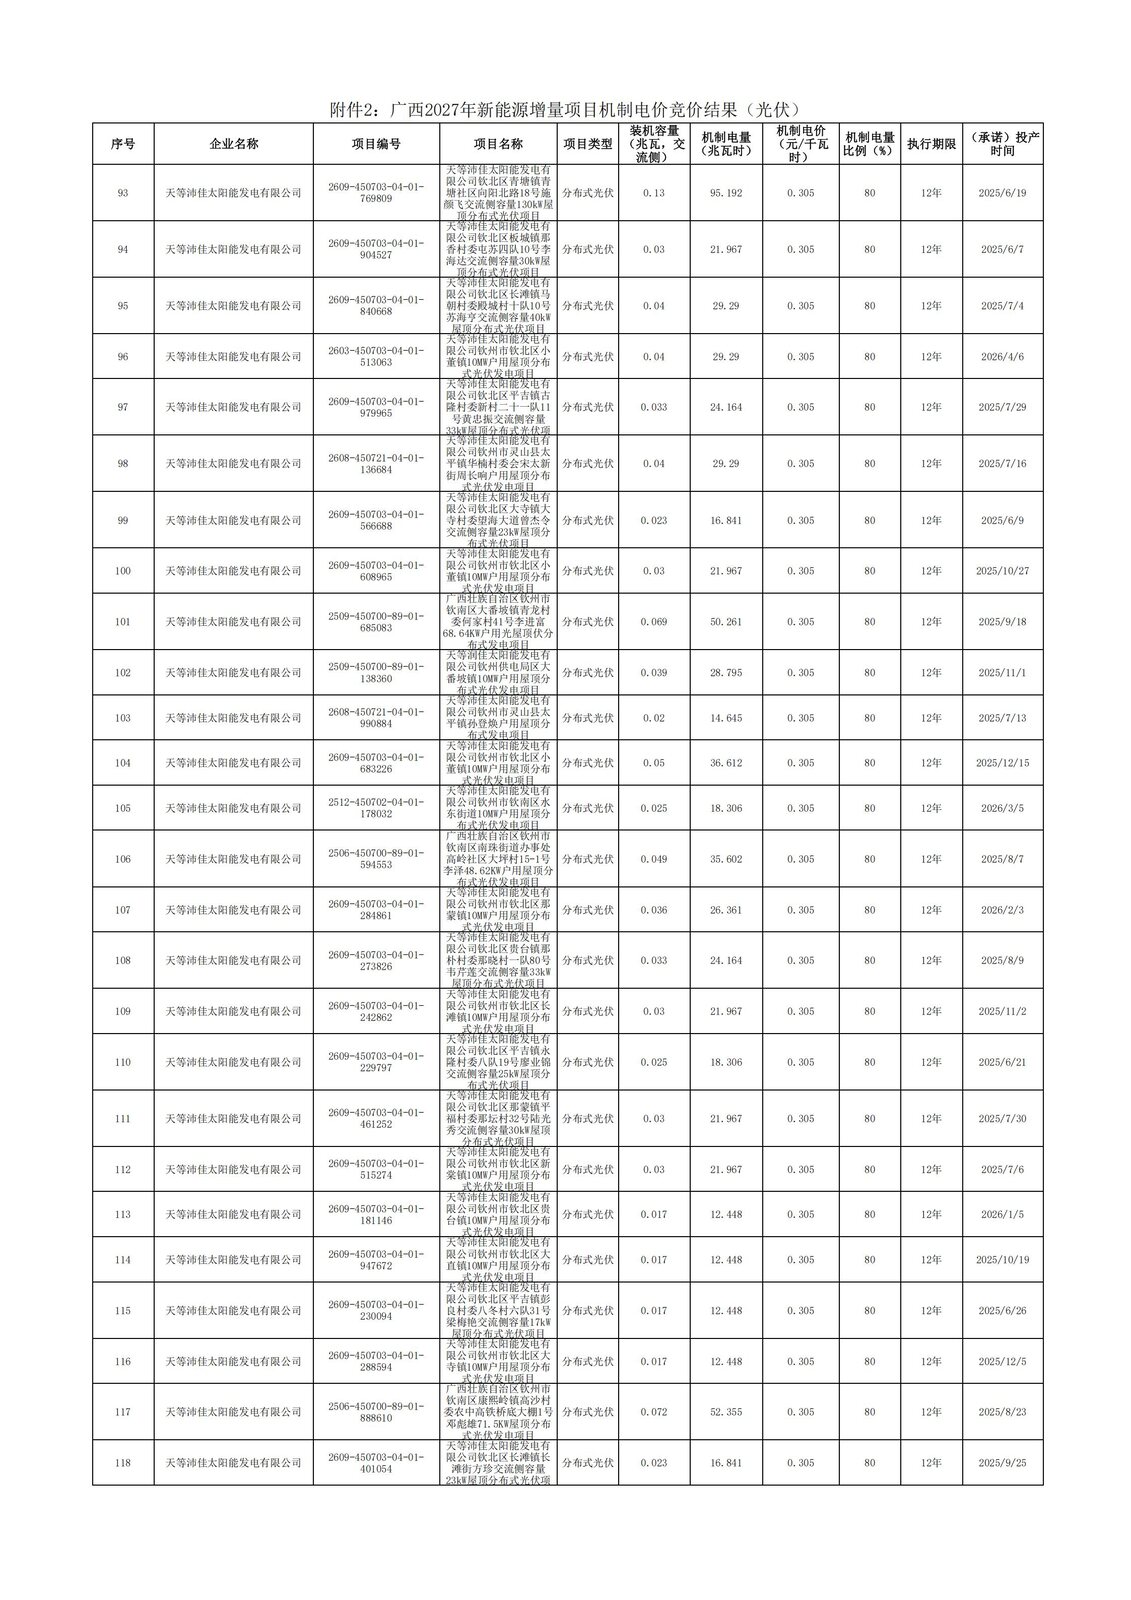 附件2：广西2027年新能源增量项目机制电价竞价结果（光伏）
序号 企业名称 项目编号 项目名称 项目类型 装机容量（兆瓦，交流侧） 机制电量（兆瓦时） 机制电价（元/千瓦时） 机制电量比例（%） 执行期限 （承诺）投产时间
93 天等沛佳太阳能发电有限公司 2609-450703-04-01-769809 天等沛佳太阳能发电有限公司钦北区青塘镇青塘社区向阳北路18号施颜飞交流侧容量130kW屋顶分布式光伏项目 分布式光伏 0.13 95.192 0.305 80 12年 2025/6/19
94 天等沛佳太阳能发电有限公司 2609-450703-04-01-904527 天等沛佳太阳能发电有限公司钦北区板城镇那香村委屯苏四队10号李海达交流侧容量30kW屋顶分布式光伏项目 分布式光伏 0.03 21.967 0.305 80 12年 2025/6/7
95 天等沛佳太阳能发电有限公司 2609-450703-04-01-840668 天等沛佳太阳能发电有限公司钦北区长滩镇马朝村委殿城村十队10号苏海亨交流侧容量40kW屋顶分布式光伏项目 分布式光伏 0.04 29.29 0.305 80 12年 2025/7/4
96 天等沛佳太阳能发电有限公司 2603-450703-04-01-513063 天等沛佳太阳能发电有限公司钦州市钦北区小董镇10MW户用屋顶分布式光伏发电项目 分布式光伏 0.04 29.29 0.305 80 12年 2026/4/6
97 天等沛佳太阳能发电有限公司 2609-450703-04-01-979965 天等沛佳太阳能发电有限公司钦北区平吉镇古隆村委新村二十一队11号黄忠振交流侧容量33kW屋顶分布式光伏项 分布式光伏 0.033 24.164 0.305 80 12年 2025/7/29
98 天等沛佳太阳能发电有限公司 2608-450721-04-01-136684 天等沛佳太阳能发电有限公司钦州市灵山县太平镇华楠村委会宋太新街周长响户用屋顶分布式光伏发电项目 分布式光伏 0.04 29.29 0.305 80 12年 2025/7/16
99 天等沛佳太阳能发电有限公司 2609-450703-04-01-566688 天等沛佳太阳能发电有限公司钦北区大寺镇大寺村委望海大道曾杰令交流侧容量23kW屋顶分布式光伏项目 分布式光伏 0.023 16.841 0.305 80 12年 2025/6/9
100 天等沛佳太阳能发电有限公司 2609-450703-04-01-608965 天等沛佳太阳能发电有限公司钦州市钦北区小董镇10MW户用屋顶分布式光伏发电项目 分布式光伏 0.03 21.967 0.305 80 12年 2025/10/27
101 天等沛佳太阳能发电有限公司 2509-450700-89-01-685083 广西壮族自治区钦州市钦南区大番坡镇青龙村委何家村41号李进富68.64KW户用光屋顶伏分布式发电项目 分布式光伏 0.069 50.261 0.305 80 12年 2025/9/18
102 天等沛佳太阳能发电有限公司 2509-450700-89-01-138360 天等润佳太阳能发电有限公司钦州供电局区大番坡镇10MW户用屋顶分布式光伏发电项目 分布式光伏 0.039 28.795 0.305 80 12年 2025/11/1
103 天等沛佳太阳能发电有限公司 2608-450721-04-01-990884 天等沛佳太阳能发电有限公司钦州市灵山县太平镇孙登焕户用屋顶分布式发电项目 分布式光伏 0.02 14.645 0.305 80 12年 2025/7/13
104 天等沛佳太阳能发电有限公司 2609-450703-04-01-683226 天等沛佳太阳能发电有限公司钦州市钦北区小董镇10MW户用屋顶分布式光伏发电项目 分布式光伏 0.05 36.612 0.305 80 12年 2025/12/15
105 天等沛佳太阳能发电有限公司 2512-450702-04-01-178032 天等沛佳太阳能发电有限公司钦州市钦南区水东街道10MW户用屋顶分布式光伏发电项目 分布式光伏 0.025 18.306 0.305 80 12年 2026/3/5
106 天等沛佳太阳能发电有限公司 2506-450700-89-01-594553 广西壮族自治区钦州市钦南区南珠街道办事处高岭社区大坪村15-1号李泽48.62KW户用屋顶分布式光伏发电项目 分布式光伏 0.049 35.602 0.305 80 12年 2025/8/7
107 天等沛佳太阳能发电有限公司 2609-450703-04-01-284861 天等沛佳太阳能发电有限公司钦州市钦北区那蒙镇10MW户用屋顶分布式光伏发电项目 分布式光伏 0.036 26.361 0.305 80 12年 2026/2/3
108 天等沛佳太阳能发电有限公司 2609-450703-04-01-273826 天等沛佳太阳能发电有限公司钦北区贵台镇那朴村委那晓村一队80号韦芹莲交流侧容量33kW屋顶分布式光伏项目 分布式光伏 0.033 24.164 0.305 80 12年 2025/8/9
109 天等沛佳太阳能发电有限公司 2609-450703-04-01-242862 天等沛佳太阳能发电有限公司钦州市钦北区长滩镇10MW户用屋顶分布式光伏发电项目 分布式光伏 0.03 21.967 0.305 80 12年 2025/11/2
110 天等沛佳太阳能发电有限公司 2609-450703-04-01-229797 天等沛佳太阳能发电有限公司钦北区平吉镇永隆村委八队19号廖业锦交流侧容量25kW屋顶分布式光伏项目 分布式光伏 0.025 18.306 0.305 80 12年 2025/6/21
111 天等沛佳太阳能发电有限公司 2609-450703-04-01-461252 天等沛佳太阳能发电有限公司钦北区那蒙镇平福村委那坛村32号陆光秀交流侧容量30kW屋顶分布式光伏项目 分布式光伏 0.03 21.967 0.305 80 12年 2025/7/30
112 天等沛佳太阳能发电有限公司 2609-450703-04-01-515274 天等沛佳太阳能发电有限公司钦州市钦北区新棠镇10MW户用屋顶分布式光伏发电项目 分布式光伏 0.03 21.967 0.305 80 12年 2025/7/6
113 天等沛佳太阳能发电有限公司 2609-450703-04-01-181146 天等沛佳太阳能发电有限公司钦州市钦北区贵台镇10MW户用屋顶分布式光伏发电项目 分布式光伏 0.017 12.448 0.305 80 12年 2026/1/5
114 天等沛佳太阳能发电有限公司 2609-450703-04-01-947672 天等沛佳太阳能发电有限公司钦州市钦北区大直镇10MW户用屋顶分布式光伏发电项目 分布式光伏 0.017 12.448 0.305 80 12年 2025/10/19
115 天等沛佳太阳能发电有限公司 2609-450703-04-01-230094 天等沛佳太阳能发电有限公司钦北区平吉镇彭良村委八冬村六队31号梁梅艳交流侧容量17kW屋顶分布式光伏项目 分布式光伏 0.017 12.448 0.305 80 12年 2025/6/26
116 天等沛佳太阳能发电有限公司 2609-450703-04-01-288594 天等沛佳太阳能发电有限公司钦州市钦北区大寺镇10MW户用屋顶分布式光伏发电项目 分布式光伏 0.017 12.448 0.305 80 12年 2025/12/5
117 天等沛佳太阳能发电有限公司 2506-450700-89-01-888610 广西壮族自治区钦州市钦南区康熙岭镇高沙村委农中高铁桥底大棚1号邓彪雄71.5KW屋顶分布式光伏发电项目 分布式光伏 0.072 52.355 0.305 80 12年 2025/8/23
118 天等沛佳太阳能发电有限公司 2609-450703-04-01-401054 天等沛佳太阳能发电有限公司钦北区长滩镇长滩街方珍交流侧容量23kW屋顶分布式光伏项 分布式光伏 0.023 16.841 0.305 80 12年 2025/9/25